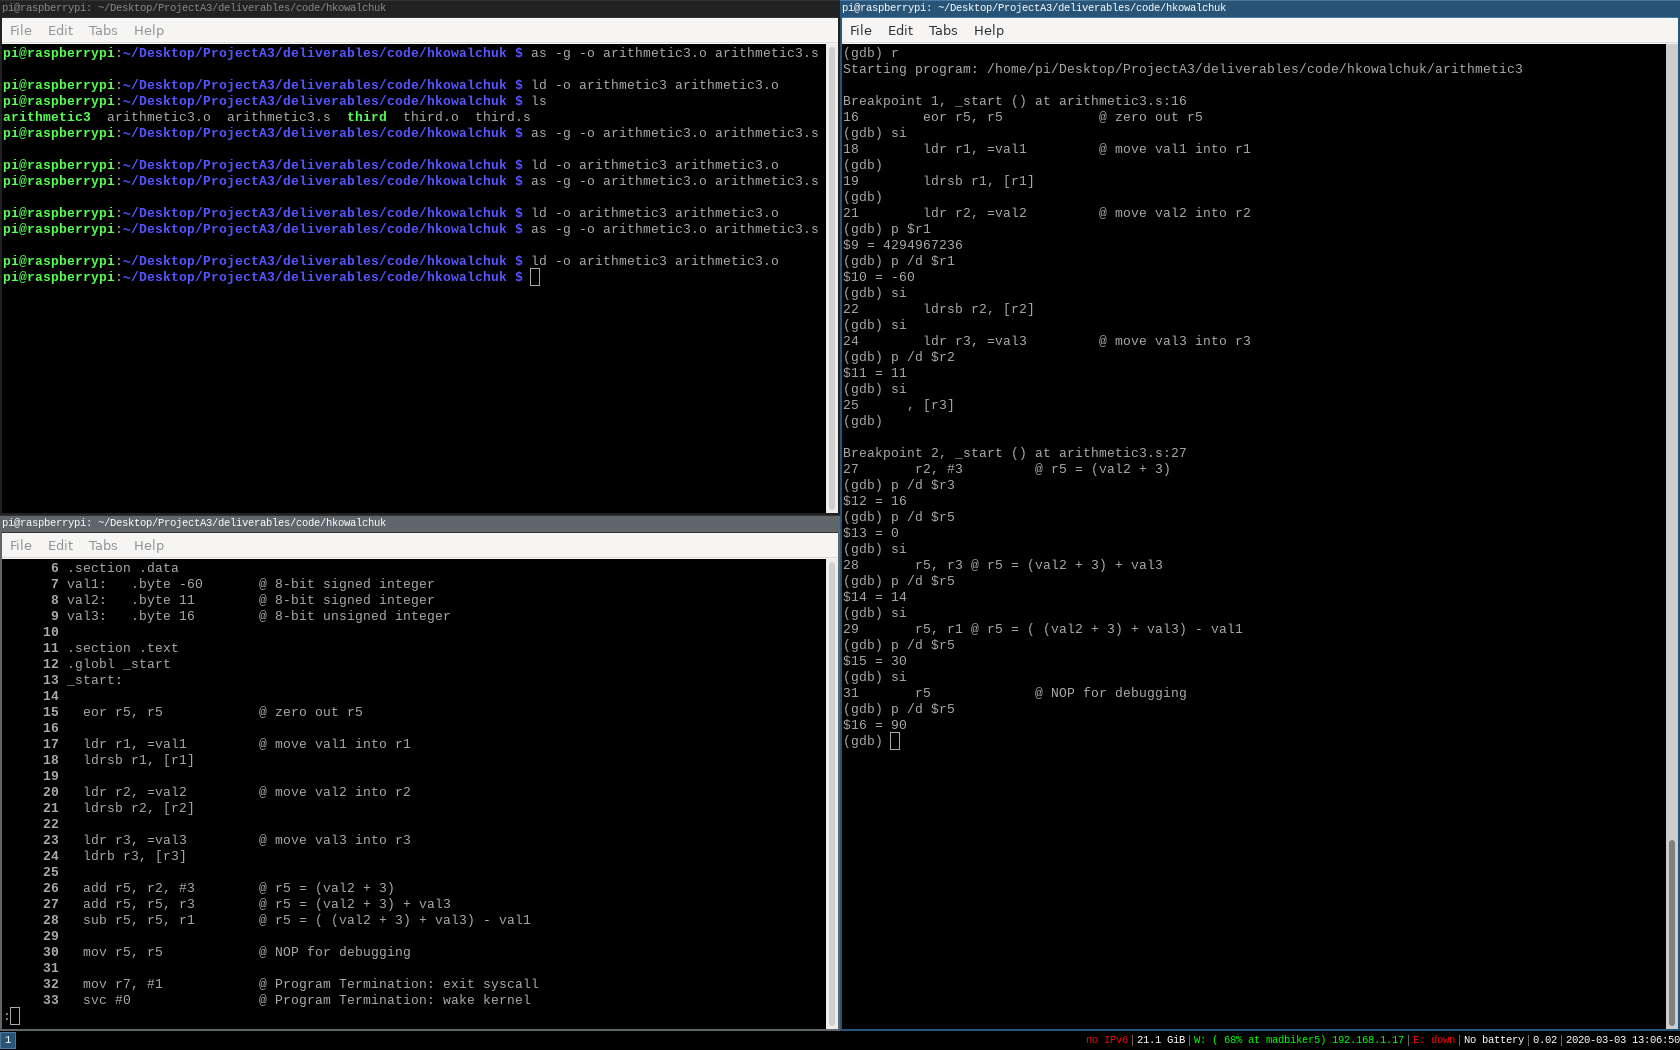 pi@raspberrypi: ~/Desktop/ProjectA3/deliverables/code/hkowalchuk
File Edit Tabs Help
pi@raspberrypi:~/Desktop/ProjectA3/deliverables/code/hkowalchuk $ as -g -o arithmetic3.o arithmetic3.s
pi@raspberrypi:~/Desktop/ProjectA3/deliverables/code/hkowalchuk $ ld -o arithmetic3 arithmetic3.o
pi@raspberrypi:~/Desktop/ProjectA3/deliverables/code/hkowalchuk $ ls
arithmetic3  arithmetic3.o  arithmetic3.s  third  third.o  third.s
pi@raspberrypi:~/Desktop/ProjectA3/deliverables/code/hkowalchuk $ as -g -o arithmetic3.o arithmetic3.s
pi@raspberrypi:~/Desktop/ProjectA3/deliverables/code/hkowalchuk $ ld -o arithmetic3 arithmetic3.o
pi@raspberrypi:~/Desktop/ProjectA3/deliverables/code/hkowalchuk $ as -g -o arithmetic3.o arithmetic3.s
pi@raspberrypi:~/Desktop/ProjectA3/deliverables/code/hkowalchuk $ ld -o arithmetic3 arithmetic3.o
pi@raspberrypi:~/Desktop/ProjectA3/deliverables/code/hkowalchuk $ as -g -o arithmetic3.o arithmetic3.s
pi@raspberrypi:~/Desktop/ProjectA3/deliverables/code/hkowalchuk $ ld -o arithmetic3 arithmetic3.o
pi@raspberrypi:~/Desktop/ProjectA3/deliverables/code/hkowalchuk $
pi@raspberrypi: ~/Desktop/ProjectA3/deliverables/code/hkowalchuk
File Edit Tabs Help
6 .section .data
7 val1:   .byte -60       @ 8-bit signed integer
8 val2:   .byte 11        @ 8-bit signed integer
9 val3:   .byte 16        @ 8-bit unsigned integer
10
11 .section .text
12 .globl _start
13 _start:
14
15   eor r5, r5            @ zero out r5
16
17   ldr r1, =val1         @ move val1 into r1
18   ldrsb r1, [r1]
19
20   ldr r2, =val2         @ move val2 into r2
21   ldrsb r2, [r2]
22
23   ldr r3, =val3         @ move val3 into r3
24   ldrb r3, [r3]
25
26   add r5, r2, #3        @ r5 = (val2 + 3)
27   add r5, r5, r3        @ r5 = (val2 + 3) + val3
28   sub r5, r5, r1        @ r5 = ( (val2 + 3) + val3) - val1
29
30   mov r5, r5            @ NOP for debugging
31
32   mov r7, #1            @ Program Termination: exit syscall
33   svc #0                @ Program Termination: wake kernel
:
pi@raspberrypi: ~/Desktop/ProjectA3/deliverables/code/hkowalchuk
File Edit Tabs Help
(gdb) r
Starting program: /home/pi/Desktop/ProjectA3/deliverables/code/hkowalchuk/arithmetic3
Breakpoint 1, _start () at arithmetic3.s:16
16        eor r5, r5            @ zero out r5
(gdb) si
18        ldr r1, =val1         @ move val1 into r1
(gdb)
19        ldrsb r1, [r1]
(gdb)
21        ldr r2, =val2         @ move val2 into r2
(gdb) p $r1
$9 = 4294967236
(gdb) p /d $r1
$10 = -60
(gdb) si
22        ldrsb r2, [r2]
(gdb) si
24        ldr r3, =val3         @ move val3 into r3
(gdb) p /d $r2
$11 = 11
(gdb) si
25      , [r3]
(gdb)
Breakpoint 2, _start () at arithmetic3.s:27
27       r2, #3         @ r5 = (val2 + 3)
(gdb) p /d $r3
$12 = 16
(gdb) p /d $r5
$13 = 0
(gdb) si
28       r5, r3 @ r5 = (val2 + 3) + val3
(gdb) p /d $r5
$14 = 14
(gdb) si
29       r5, r1 @ r5 = ( (val2 + 3) + val3) - val1
(gdb) p /d $r5
$15 = 30
(gdb) si
31       r5             @ NOP for debugging
(gdb) p /d $r5
$16 = 90
(gdb)
1
no IPv6|21.1 GiB|W: ( 68% at madbiker5) 192.168.1.17|E: down|No battery|0.02|2020-03-03 13:06:50